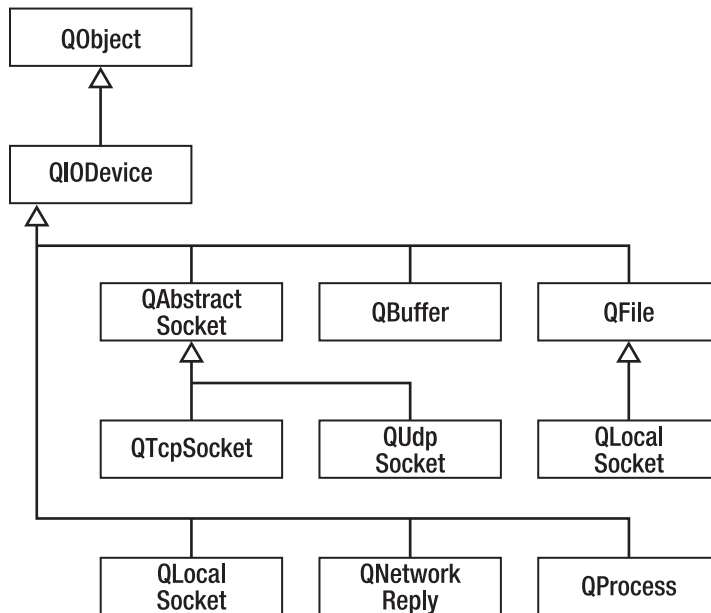 QObject
QIODevice
QAbstract
Socket
QBuffer
QFile
QTcpSocket
QUdp
Socket
QLocal
Socket
QLocal
Socket
QNetwork
Reply
QProcess